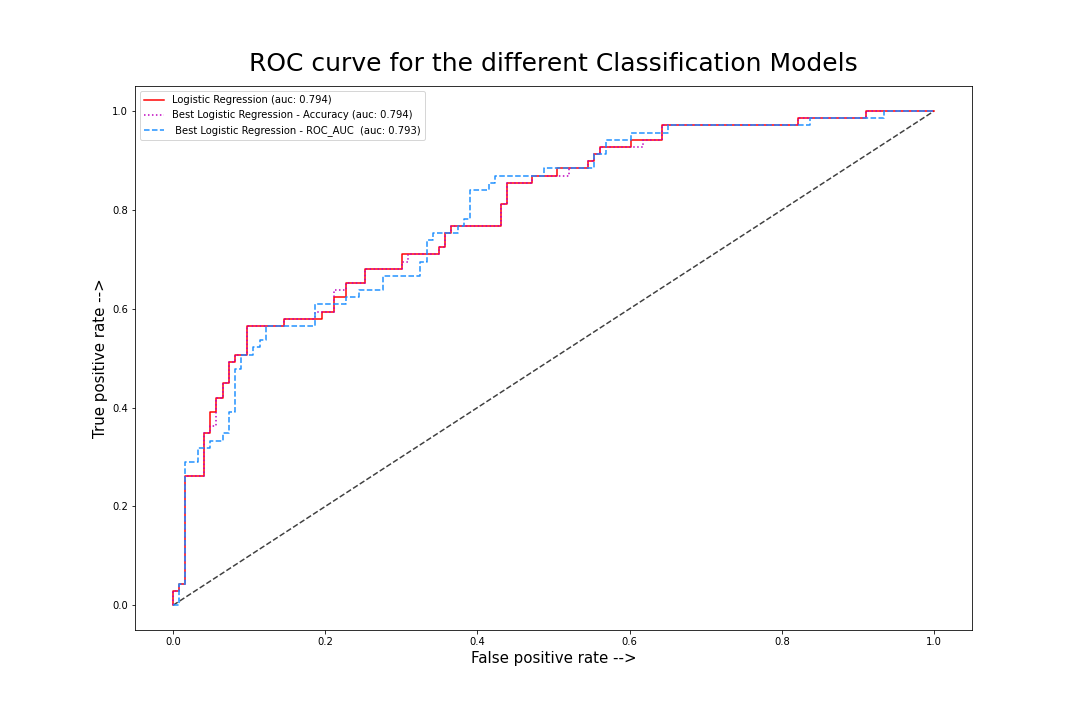 ROC curve for the different Classification Models
Logistic Regression (auc: 0.794)
Best Logistic Regression - Accuracy (auc: 0.794)
Best Logistic Regression - ROC_AUC  (auc: 0.793)
1.0
0.8
0.6
0.4
0.2
0.0
True positive rate -->
0.0 0.2 0.4 0.6 0.8 1.0
False positive rate -->